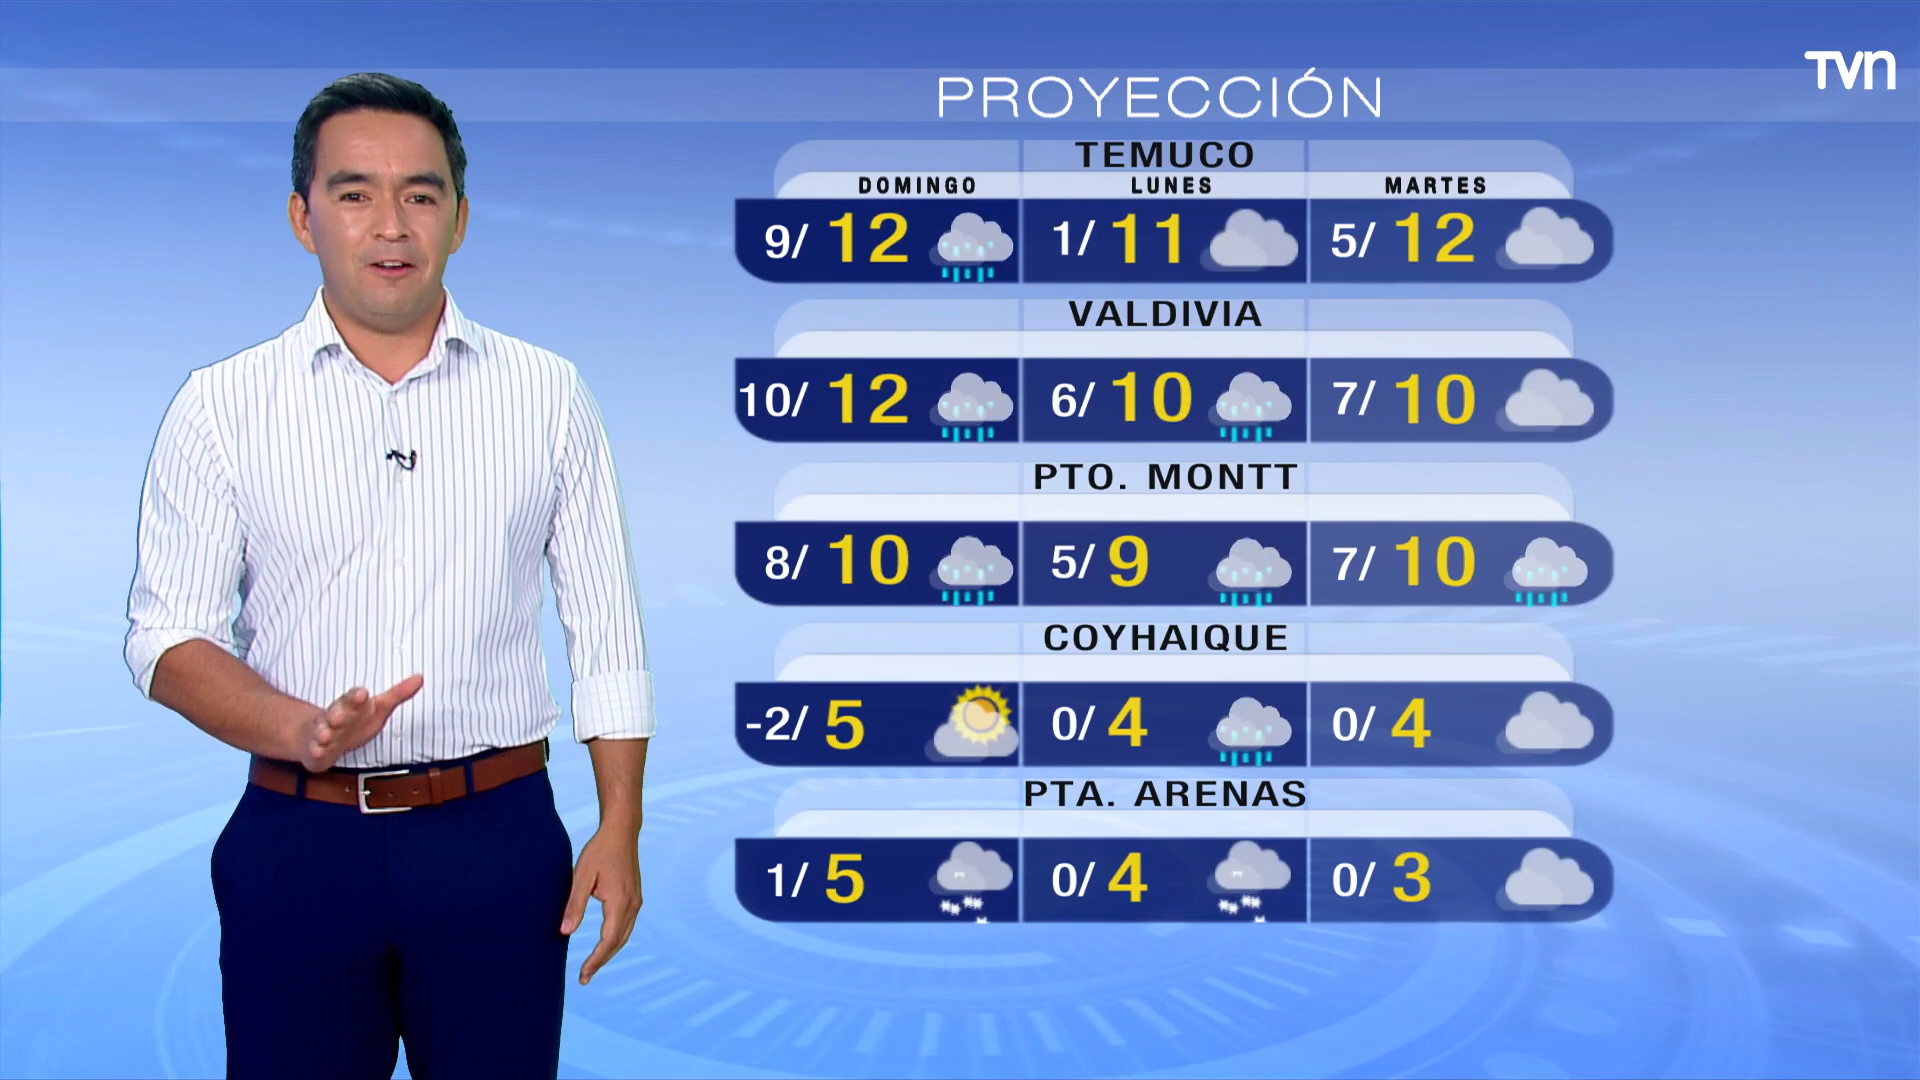 TVN
PROYECCIÓN
TEMUCO
DOMINGO LUNES MARTES
9/ 12 1/ 11 5/ 12
VALDIVIA
10/ 12 6/ 10 7/ 10
PTO. MONTT
8/ 10 5/ 9 7/ 10
COYHAIQUE
-2/ 5 0/ 4 0/ 4
PTA. ARENAS
1/ 5 0/ 4 0/ 3